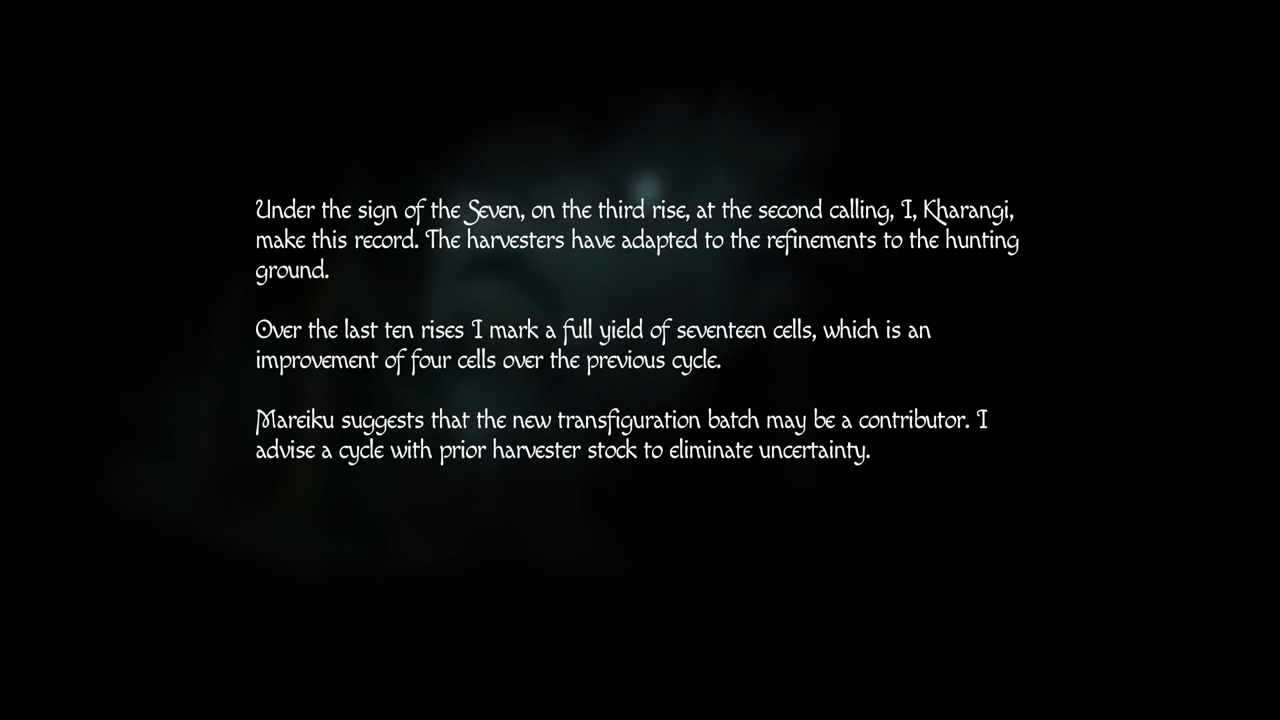 Under the sign of the Seven, on the third rise, at the second calling, I, Kharangi,
make this record. The harvesters have adapted to the refinements to the hunting
ground.
Over the last ten rises I mark a full yield of seventeen cells, which is an
improvement of four cells over the previous cycle.
Mareiku suggests that the new transfiguration batch may be a contributor. I
advise a cycle with prior harvester stock to eliminate uncertainty.